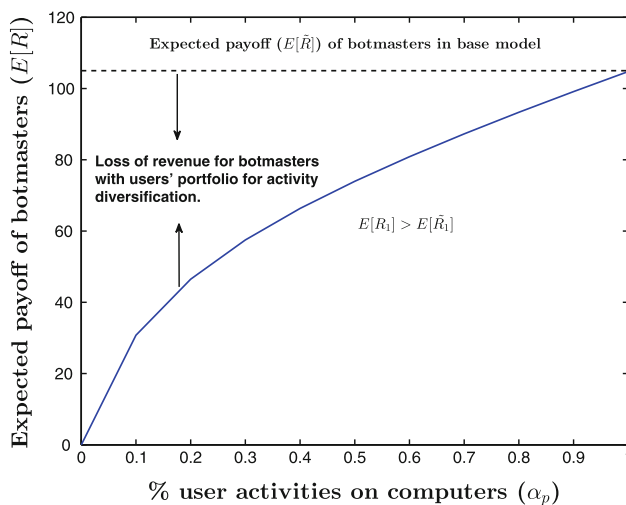 Expected payoff of botmasters (E[R])
120
100
80
60
40
20
0
Expected payoff (E[R̃]) of botmasters in base model
Loss of revenue for botmasters
with users' portfolio for activity
diversification.
E[R₁] > E[R̃₁]
0 0.1 0.2 0.3 0.4 0.5 0.6 0.7 0.8 0.9
% user activities on computers (αₚ)